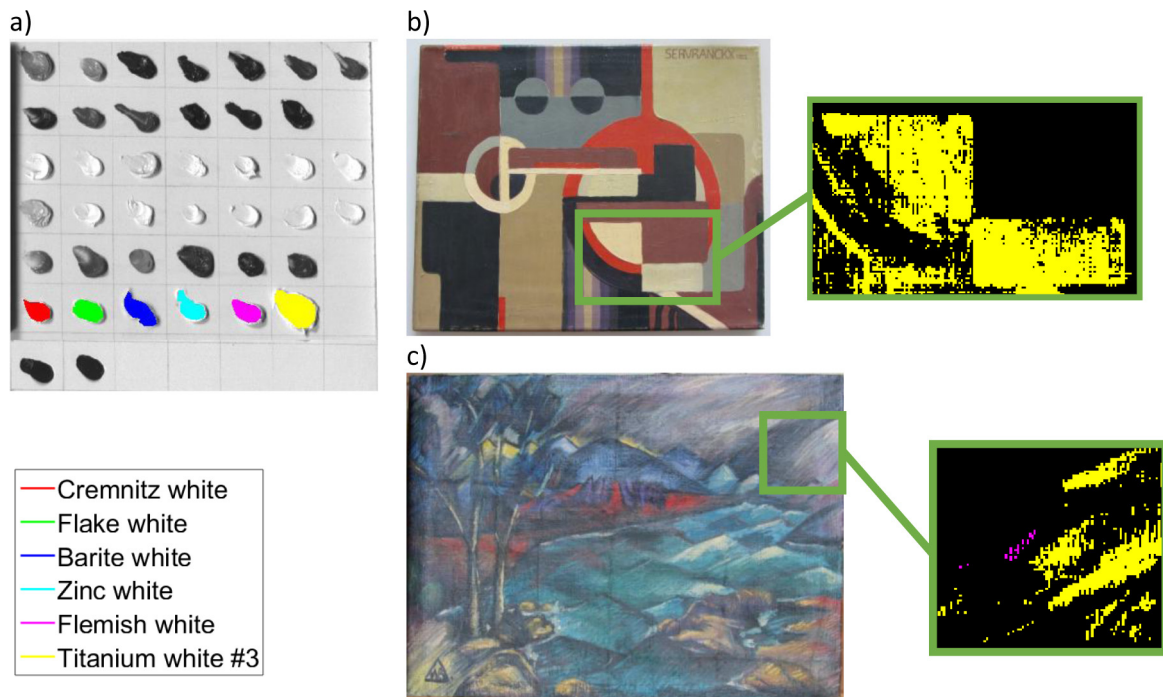 a)
b)
SERVRANCKX
c)
Cremnitz white
Flake white
Barite white
Zinc white
Flemish white
Titanium white #3